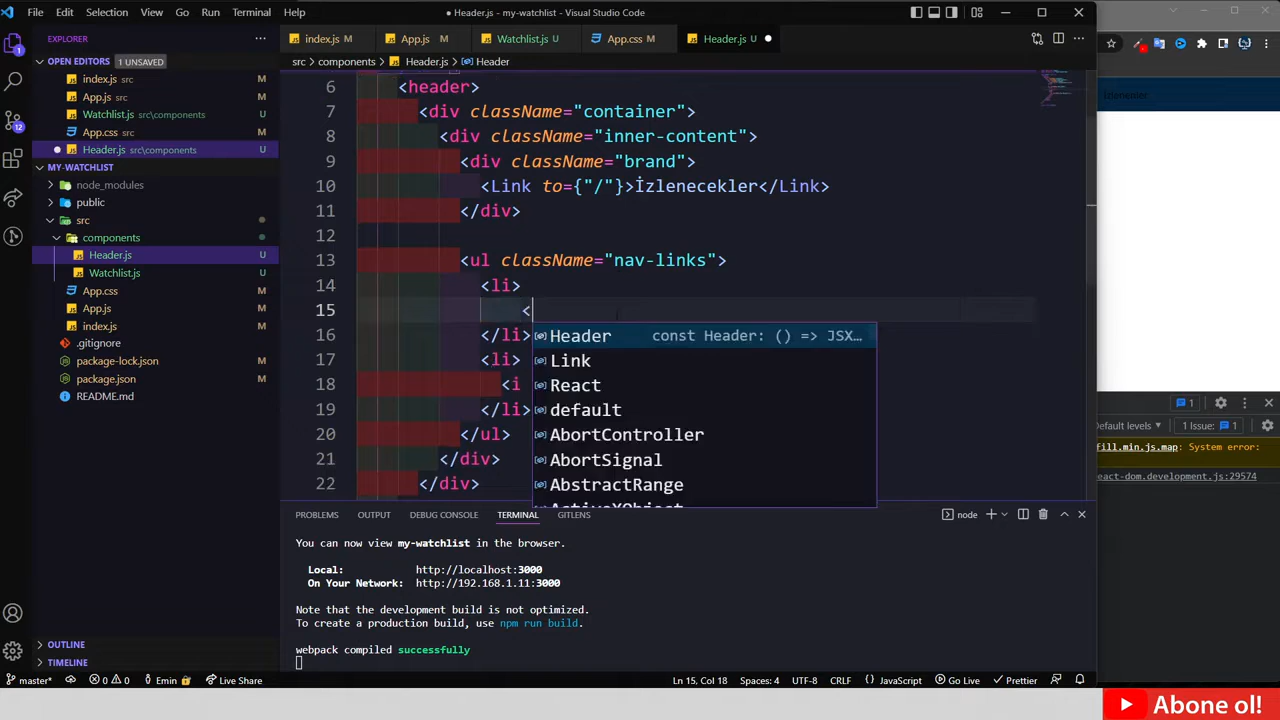 File Edit Selection View Go Run Terminal Help
● Header.js - my-watchlist - Visual Studio Code
EXPLORER
OPEN EDITORS 1 UNSAVED
index.js src M
App.js src M
Watchlist.js src\components U
App.css src M
Header.js src\components U
MY-WATCHLIST
node_modules
public
src
components
Header.js U
Watchlist.js U
App.css M
App.js M
index.js M
.gitignore
package-lock.json M
package.json M
README.md
OUTLINE
TIMELINE
1
12
index.js M App.js M Watchlist.js U App.css M Header.js U
src > components > Header.js > Header
6 <header>
7 <div className="container">
8 <div className="inner-content">
9 <div className="brand">
10 <Link to={"/"}>İzlenecekler</Link>
11 </div>
12
13 <ul className="nav-links">
14 <li>
15 <
16 </li>
17 <li>
18 <i
19 </li>
20 </ul>
21 </div>
22 </div>
Header const Header: () => JSX…
Link
React
default
AbortController
AbortSignal
AbstractRange
ActiveXObject
PROBLEMS OUTPUT DEBUG CONSOLE TERMINAL GITLENS
node
You can now view my-watchlist in the browser.
Local: http://localhost:3000
On Your Network: http://192.168.1.11:3000
Note that the development build is not optimized.
To create a production build, use npm run build.
webpack compiled successfully
master* 0 0 Emin Live Share
Ln 15, Col 18 Spaces: 4 UTF-8 CRLF JavaScript Go Live Prettier
İzlenecekler
1
Default levels 1 Issue: 1
fill.min.js.map: System error:
eact-dom.development.js:29574
Abone ol!